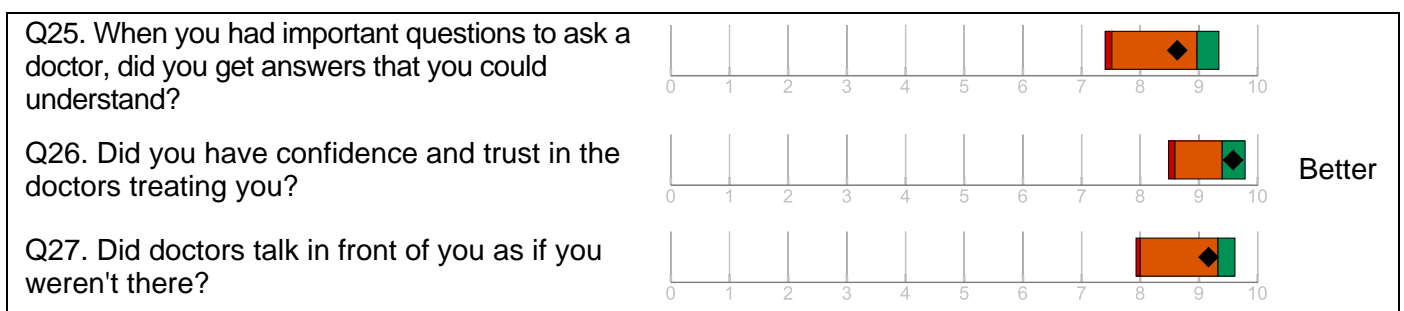 Q25. When you had important questions to ask a
doctor, did you get answers that you could
understand?
0 1 2 3 4 5 6 7 8 9 10
Q26. Did you have confidence and trust in the
doctors treating you?
0 1 2 3 4 5 6 7 8 9 10
Better
Q27. Did doctors talk in front of you as if you
weren't there?
0 1 2 3 4 5 6 7 8 9 10